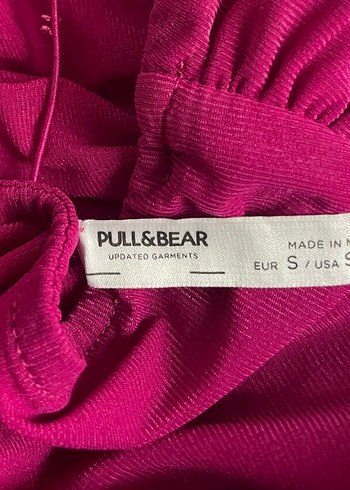 PULL&BEAR
UPDATED GARMENTS
MADE IN
EUR S / USA